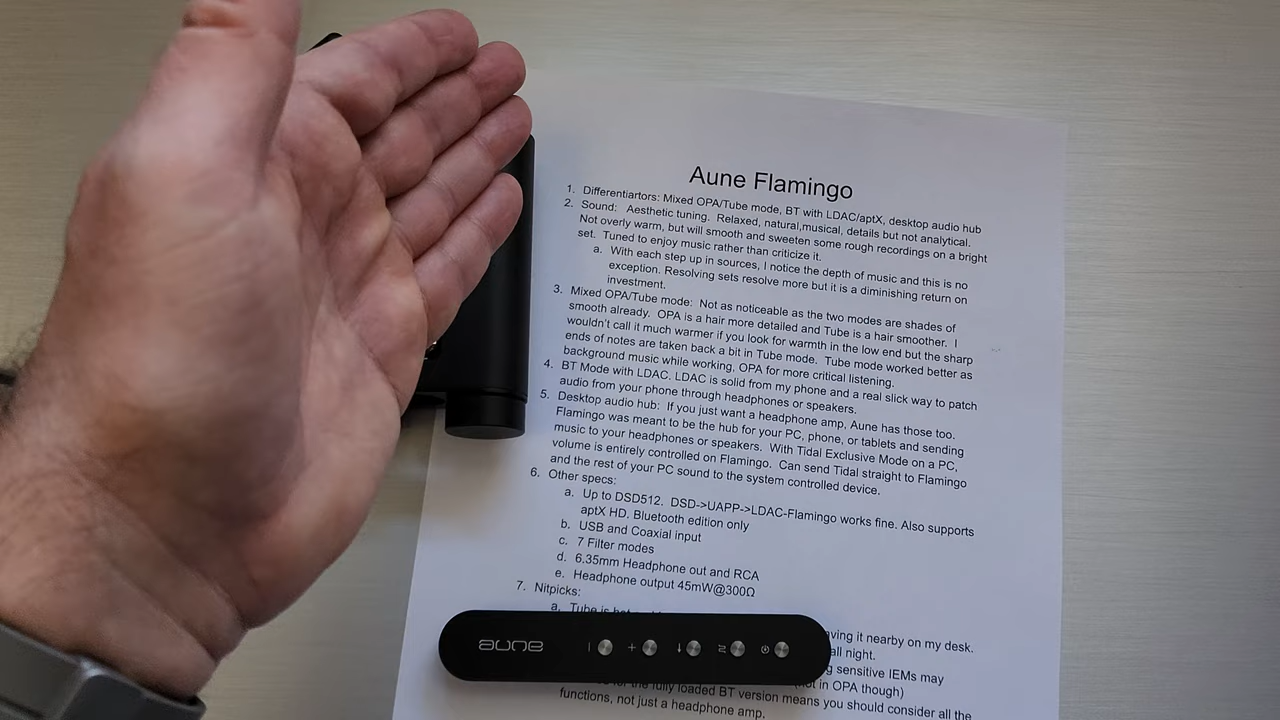 Aune Flamingo
1. Differentiartors: Mixed OPA/Tube mode, BT with LDAC/aptX, desktop audio hub
2. Sound: Aesthetic tuning. Relaxed, natural,musical, details but not analytical.
Not overly warm, but will smooth and sweeten some rough recordings on a bright
set. Tuned to enjoy music rather than criticize it.
a. With each step up in sources, I notice the depth of music and this is no
exception. Resolving sets resolve more but it is a diminishing return on
investment.
3. Mixed OPA/Tube mode: Not as noticeable as the two modes are shades of
smooth already. OPA is a hair more detailed and Tube is a hair smoother. I
wouldn't call it much warmer if you look for warmth in the low end but the sharp
ends of notes are taken back a bit in Tube mode. Tube mode worked better as
background music while working, OPA for more critical listening.
4. BT Mode with LDAC. LDAC is solid from my phone and a real slick way to patch
audio from your phone through headphones or speakers.
5. Desktop audio hub: If you just want a headphone amp, Aune has those too.
Flamingo was meant to be the hub for your PC, phone, or tablets and sending
music to your headphones or speakers. With Tidal Exclusive Mode on a PC,
volume is entirely controlled on Flamingo. Can send Tidal straight to Flamingo
and the rest of your PC sound to the system controlled device.
6. Other specs:
a. Up to DSD512. DSD->UAPP->LDAC-Flamingo works fine. Also supports
aptX HD. Bluetooth edition only
b. USB and Coaxial input
c. 7 Filter modes
d. 6.35mm Headphone out and RCA
e. Headphone output 45mW@300Ω
7. Nitpicks:
a. Tube is
nearby on my desk.
all night.
sensitive IEMs may
in OPA though)
for the fully loaded BT version means you should consider all the
functions, not just a headphone amp.
aune